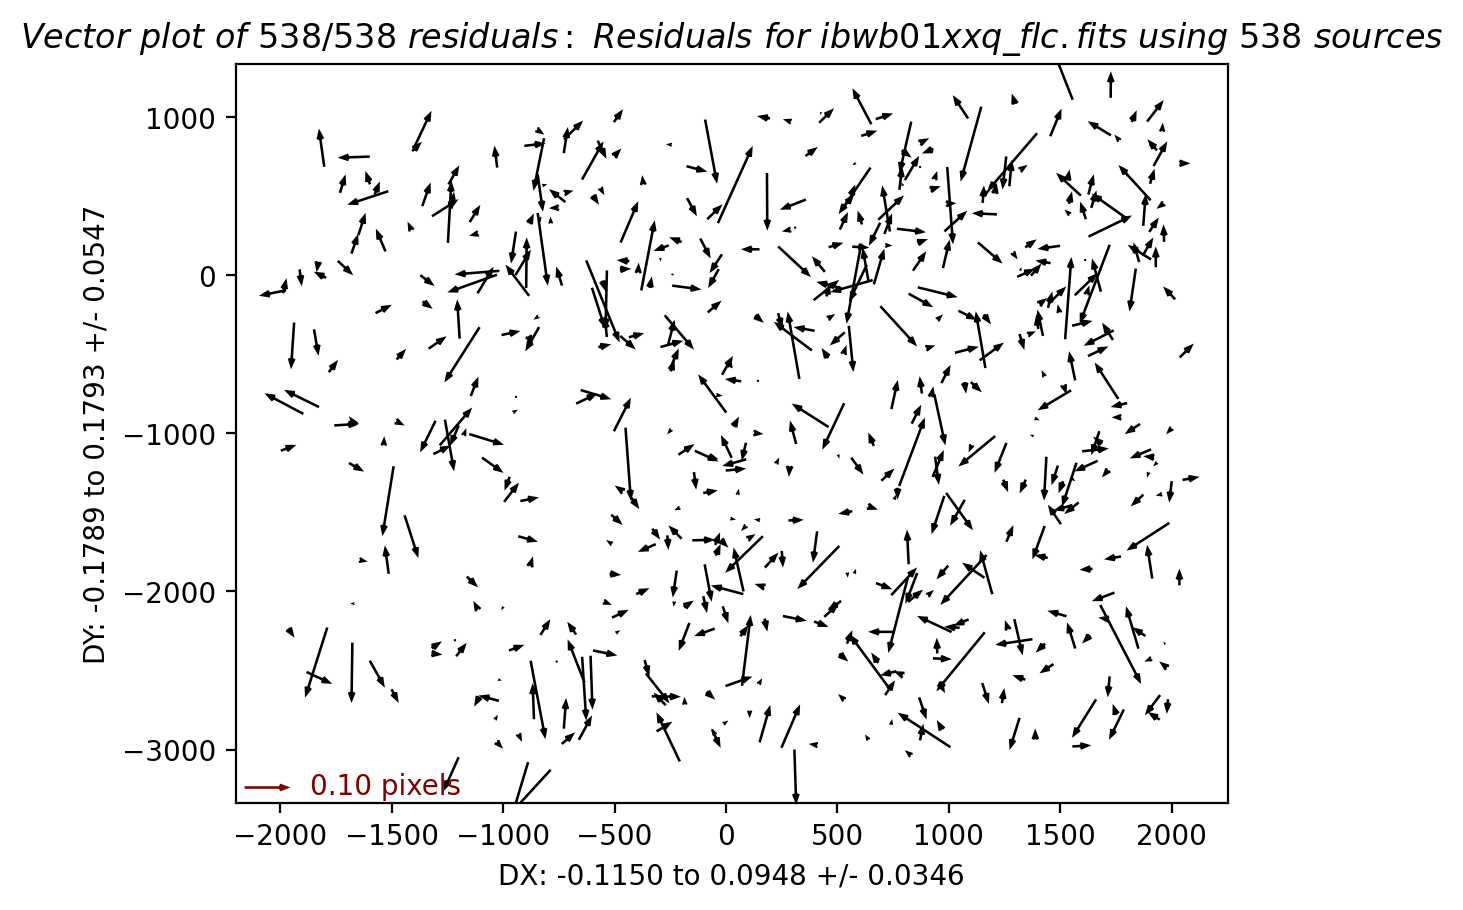 Vector plot of 538/538 residuals: Residuals for ibwb01xxq_flc.fits using 538 sources
1000
0
−1000
−2000
−3000
DY: -0.1789 to 0.1793 +/- 0.0547
0.10 pixels
−2000 −1500 −1000 −500 0 500 1000 1500 2000
DX: -0.1150 to 0.0948 +/- 0.0346